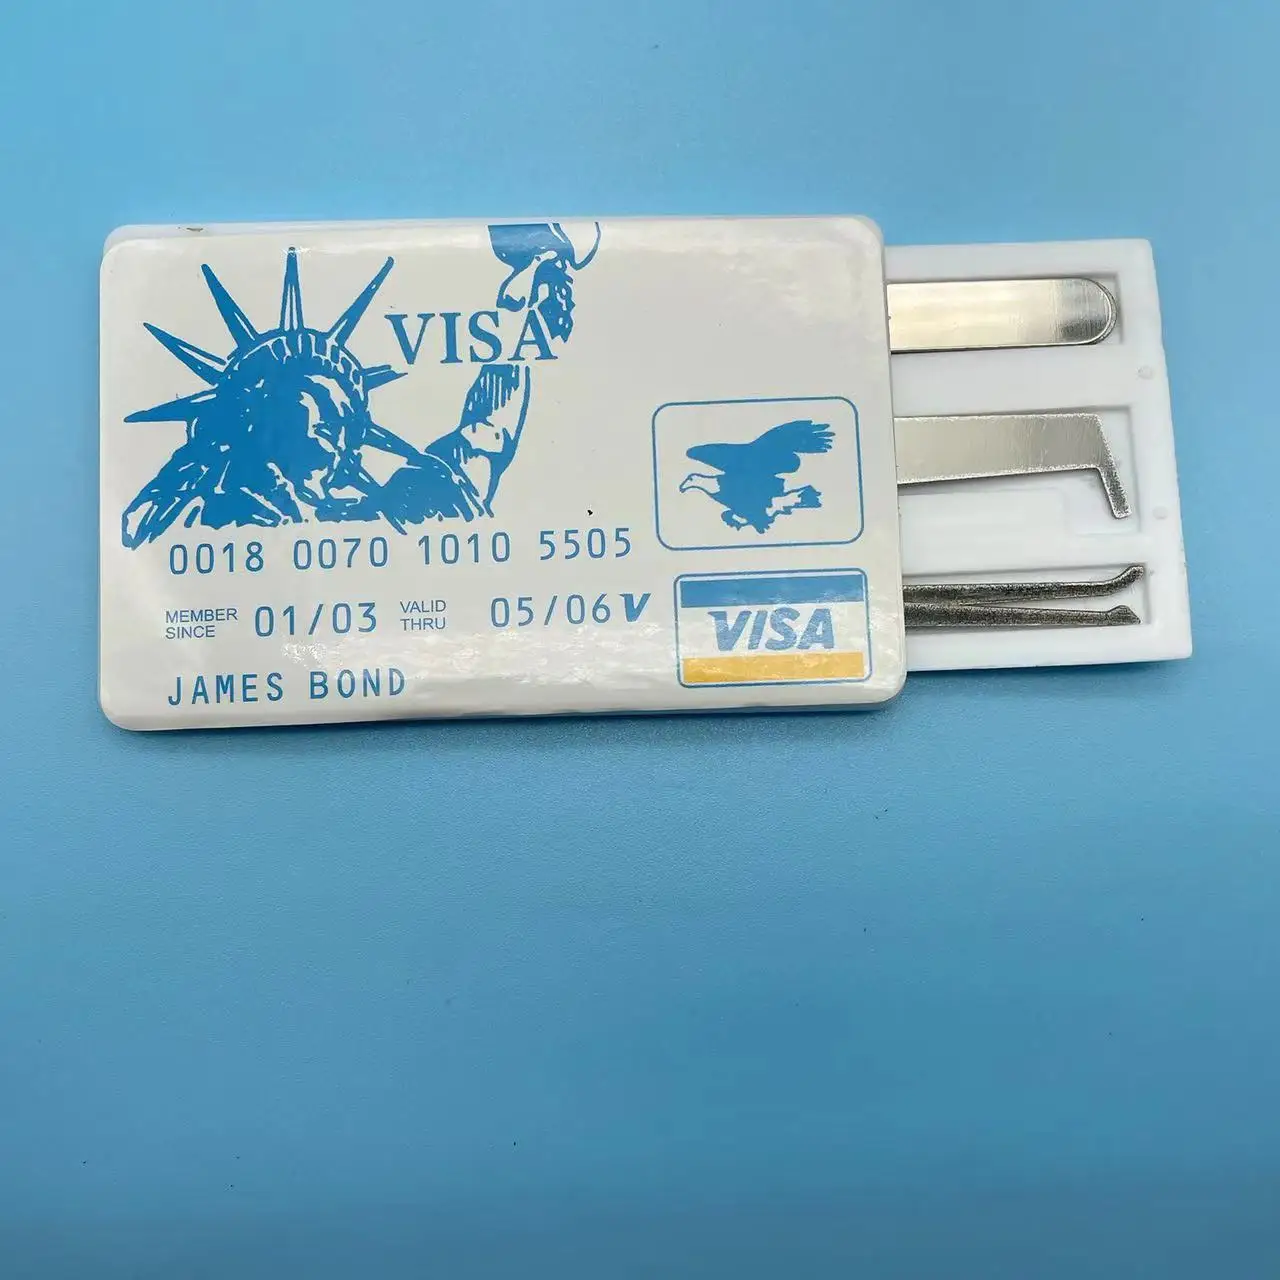 VISA
0018 0070 1010 5505
MEMBER SINCE 01/03 VALID THRU 05/06 V
JAMES BOND
VISA